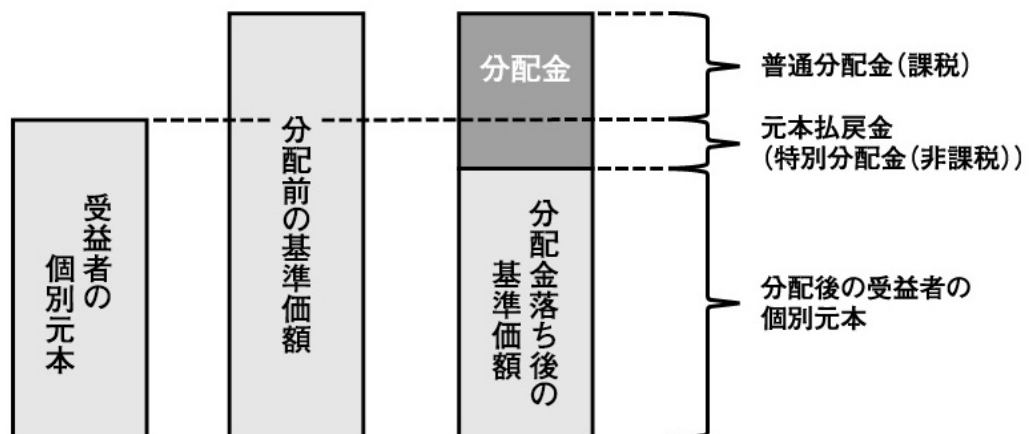 受益者の
個別元本
分配前の基準価額
分配金
分配金落ち後の
基準価額
普通分配金(課税)
元本払戻金
(特別分配金(非課税))
分配後の受益者の
個別元本